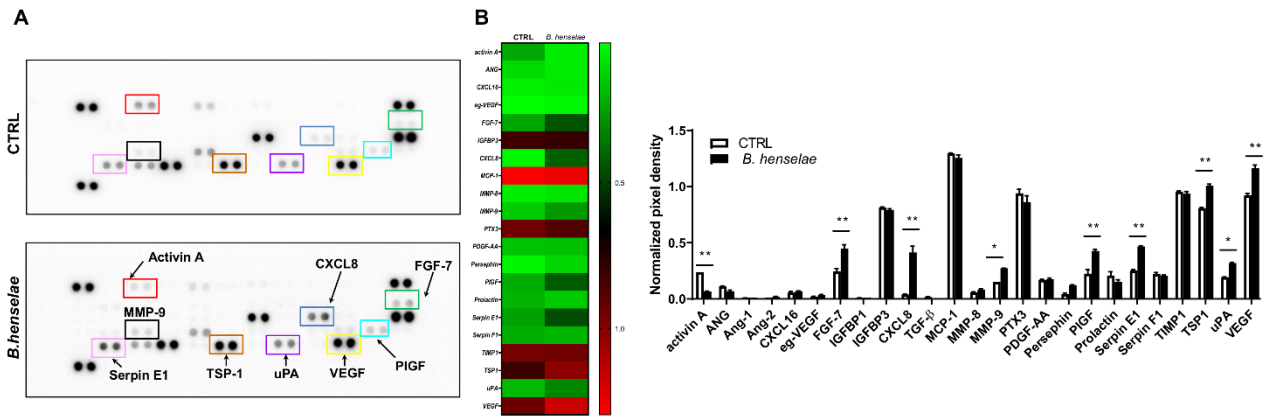 A
CTRL
B.henselae
Activin A
MMP-9
CXCL8
FGF-7
Serpin E1
TSP-1
uPA
VEGF
PlGF
B
CTRL
B. henselae
activin A
ANG
CXCL16
eg-VEGF
FGF-7
IGFBP3
CXCL8
MCP-1
MMP-8
MMP-9
PTX3
PDGF-AA
Persephin
PlGF
Prolactin
Serpin E1
Serpin F1
TIMP1
TSP1
uPA
VEGF
0.5
1.0
Normalized pixel density
1.5
1.0
0.5
0.0
CTRL
B. henselae
**
**
**
*
**
**
**
*
**
activin A
ANG
Ang-1
Ang-2
CXCL16
eg-VEGF
FGF-7
IGFBP1
IGFBP3
CXCL8
TGF-β
MCP-1
MMP-8
MMP-9
PTX3
PDGF-AA
Persephin
PlGF
Prolactin
Serpin E1
Serpin F1
TIMP1
TSP1
uPA
VEGF